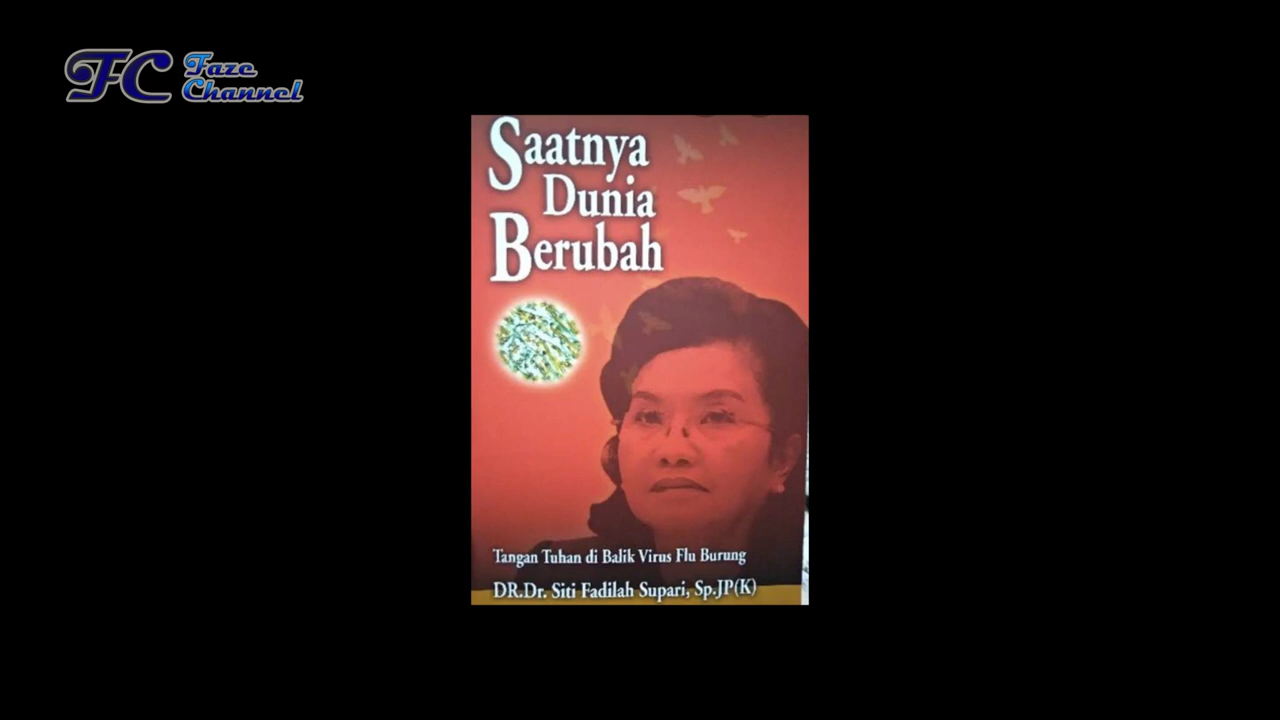 FC Faze
Channel
Saatnya
Dunia
Berubah
Tangan Tuhan di Balik Virus Flu Burung
DR.Dr. Siti Fadilah Supari, Sp.JP(K)